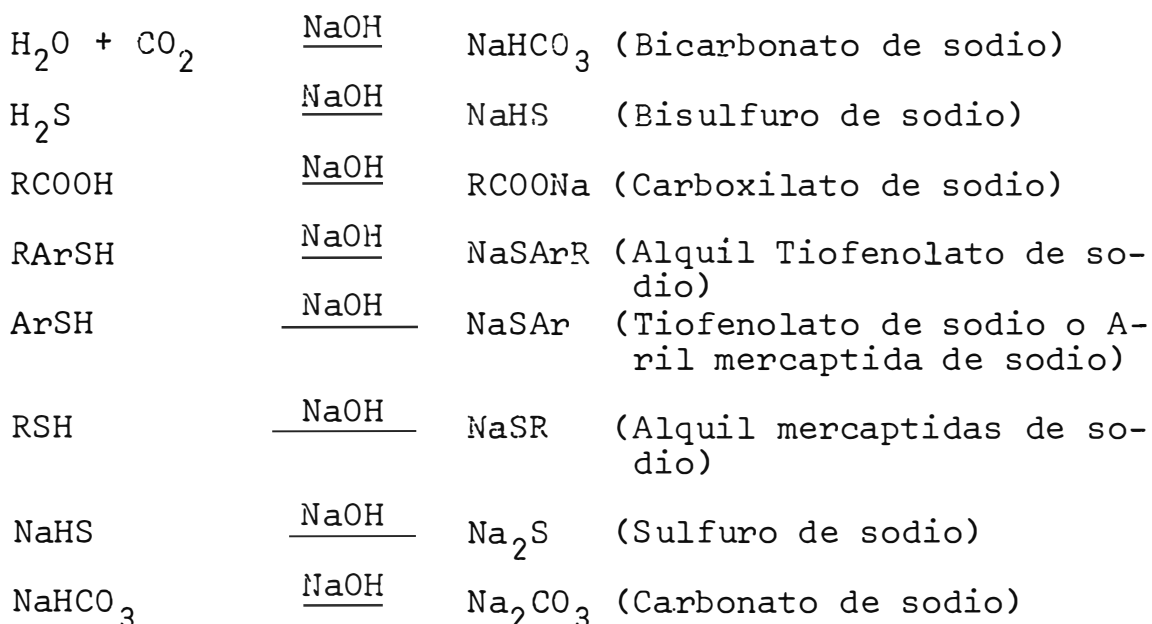 H2O + CO2 NaOH NaHCO3 (Bicarbonato de sodio)
H2S NaOH NaHS (Bisulfuro de sodio)
RCOOH NaOH RCOONa (Carboxilato de sodio)
RArSH NaOH NaSArR (Alquil Tiofenolato de so-
dio)
ArSH NaOH NaSAr (Tiofenolato de sodio o A-
ril mercaptida de sodio)
RSH NaOH NaSR (Alquil mercaptidas de so-
dio)
NaHS NaOH Na2S (Sulfuro de sodio)
NaHCO3 NaOH Na2CO3 (Carbonato de sodio)